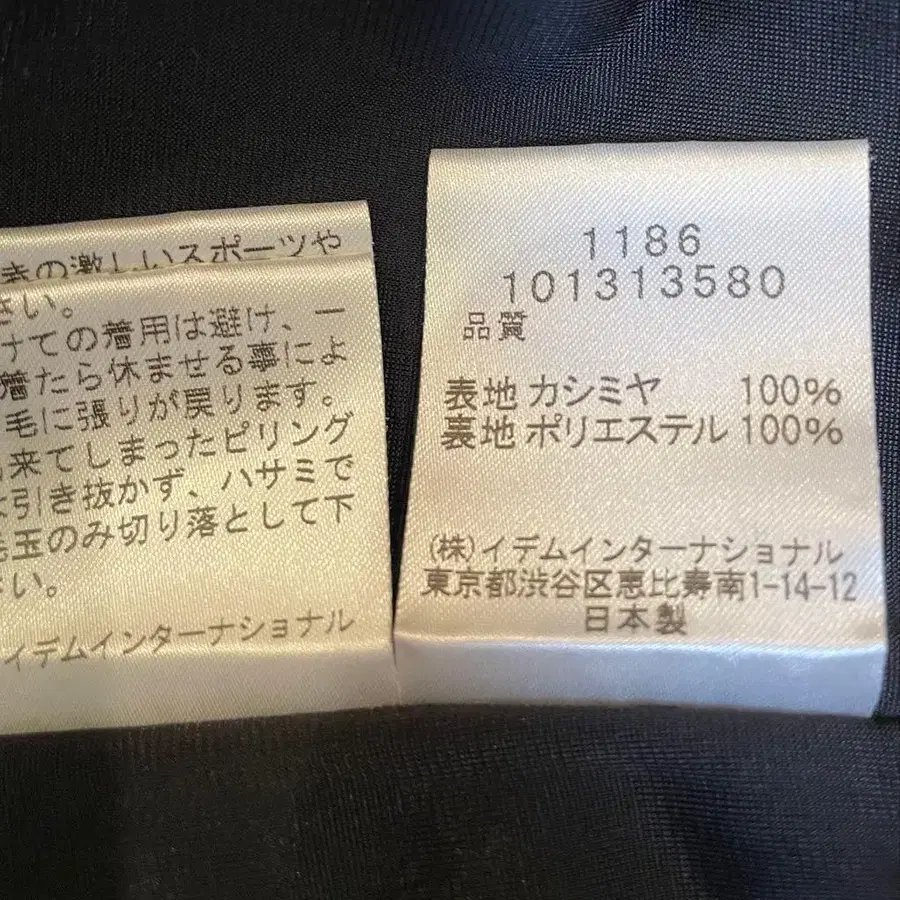 きの激しいスポーツや
さい。
けての着用は避け、一
着たら休ませる事によ
毛に張りが戻ります。
来てしまったピリング
引き抜かず、ハサミで
毛玉のみ切り落として下
さい。
イデムインターナショナル
1186
101313580
品質
表地 カシミヤ 100%
裏地 ポリエステル 100%
(株)イデムインターナショナル
東京都渋谷区恵比寿南1-14-12
日本製